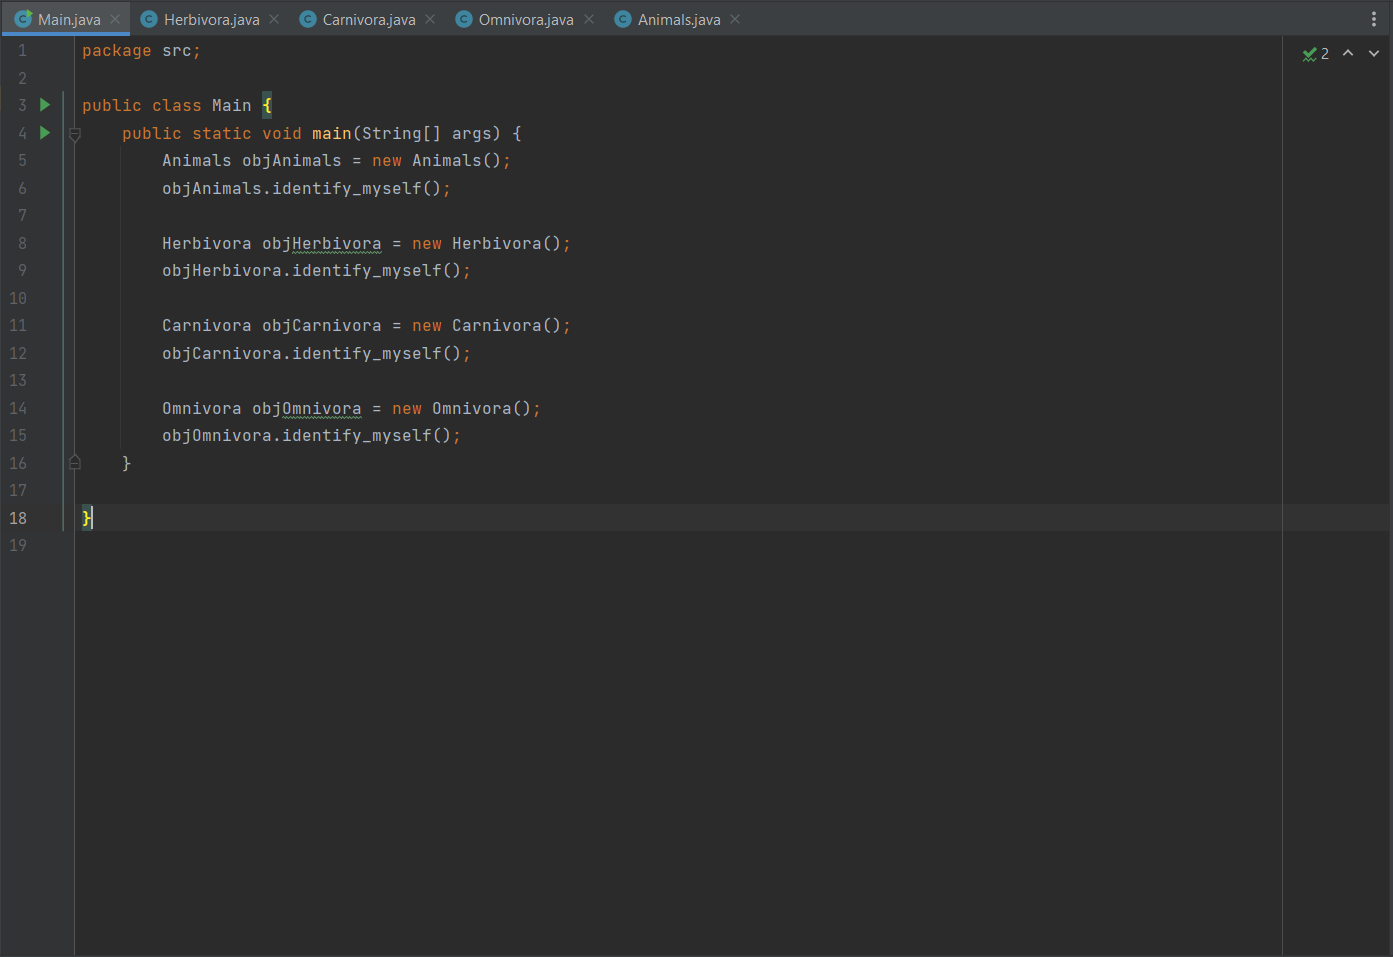 Main.java Herbivora.java Carnivora.java Omnivora.java Animals.java
1 package src;
2
3 public class Main {
4 public static void main(String[] args) {
5 Animals objAnimals = new Animals();
6 objAnimals.identify_myself();
7
8 Herbivora objHerbivora = new Herbivora();
9 objHerbivora.identify_myself();
10
11 Carnivora objCarnivora = new Carnivora();
12 objCarnivora.identify_myself();
13
14 Omnivora objOmnivora = new Omnivora();
15 objOmnivora.identify_myself();
16 }
17
18 }
19
2